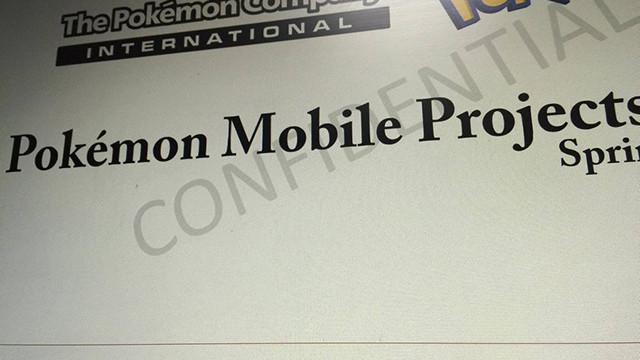 The Pokémon Company
INTERNATIONAL
Pokémon Mobile Projects
CONFIDENTIAL